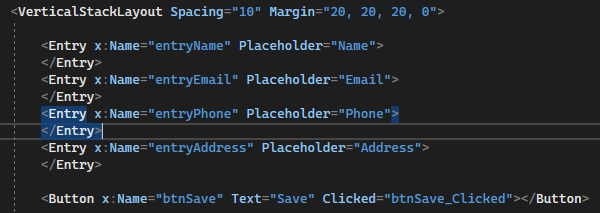 <VerticalStackLayout Spacing="10" Margin="20, 20, 20, 0">
<Entry x:Name="entryName" Placeholder="Name">
</Entry>
<Entry x:Name="entryEmail" Placeholder="Email">
</Entry>
<Entry x:Name="entryPhone" Placeholder="Phone">
</Entry>
<Entry x:Name="entryAddress" Placeholder="Address">
</Entry>
<Button x:Name="btnSave" Text="Save" Clicked="btnSave_Clicked"></Button>